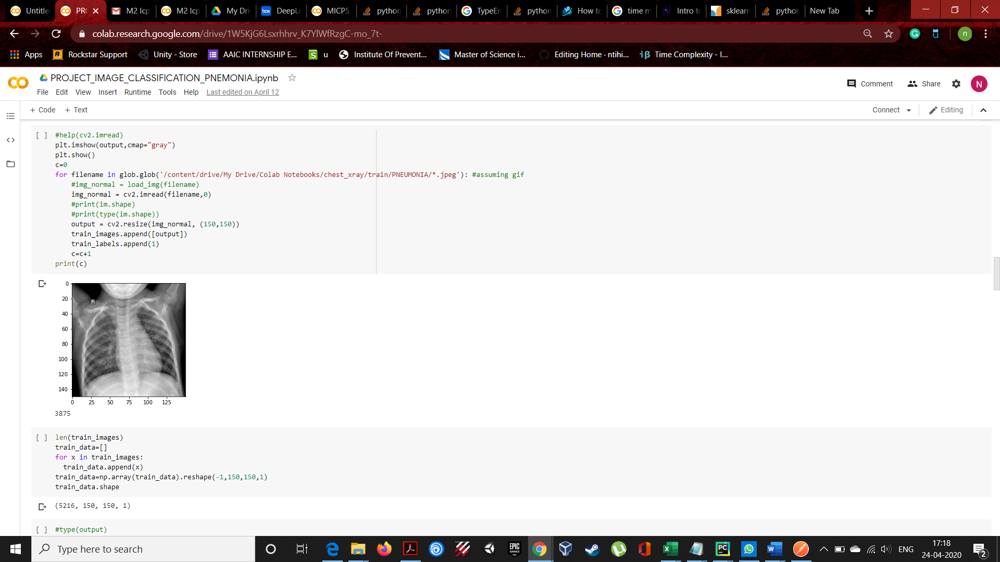 Untitle PR M2 Icp M2 Icp My Dri DeepLe MICP5. python python TypeEr python How to time m Intro to sklearn python New Tab
colab.research.google.com/drive/
Apps Rockstar Support Unity - Store AAIC INTERNSHIP E... u Institute Of Prevent... Master of Science i... Editing Home · ntihi... iβ Time Complexity - I...
PROJECT_IMAGE_CLASSIFICATION_PNEMONIA.ipynb
Comment Share N
File Edit View Insert Runtime Tools Help Last edited on April 12
+ Code + Text Connect Editing
[ ] #help(cv2.imread)
plt.imshow(output,cmap="gray")
plt.show()
c=0
for filename in glob.glob('/content/drive/My Drive/Colab Notebooks/chest_xray/train/PNEUMONIA/*.jpeg'): #assuming gif
#img_normal = load_img(filename)
img_normal = cv2.imread(filename,0)
#print(im.shape)
#print(type(im.shape))
output = cv2.resize(img_normal, (150,150))
train_images.append([output])
train_labels.append(1)
c=c+1
print(c)
0
20
40
60
80
100
120
140
0 25 50 75 100 125
3875
[ ] len(train_images)
train_data=[]
for x in train_images:
train_data.append(x)
train_data=np.array(train_data).reshape(-1,150,150,1)
train_data.shape
(5216, 150, 150, 1)
[ ] #type(output)
Type here to search
ENG
17:18
24-04-2020
2